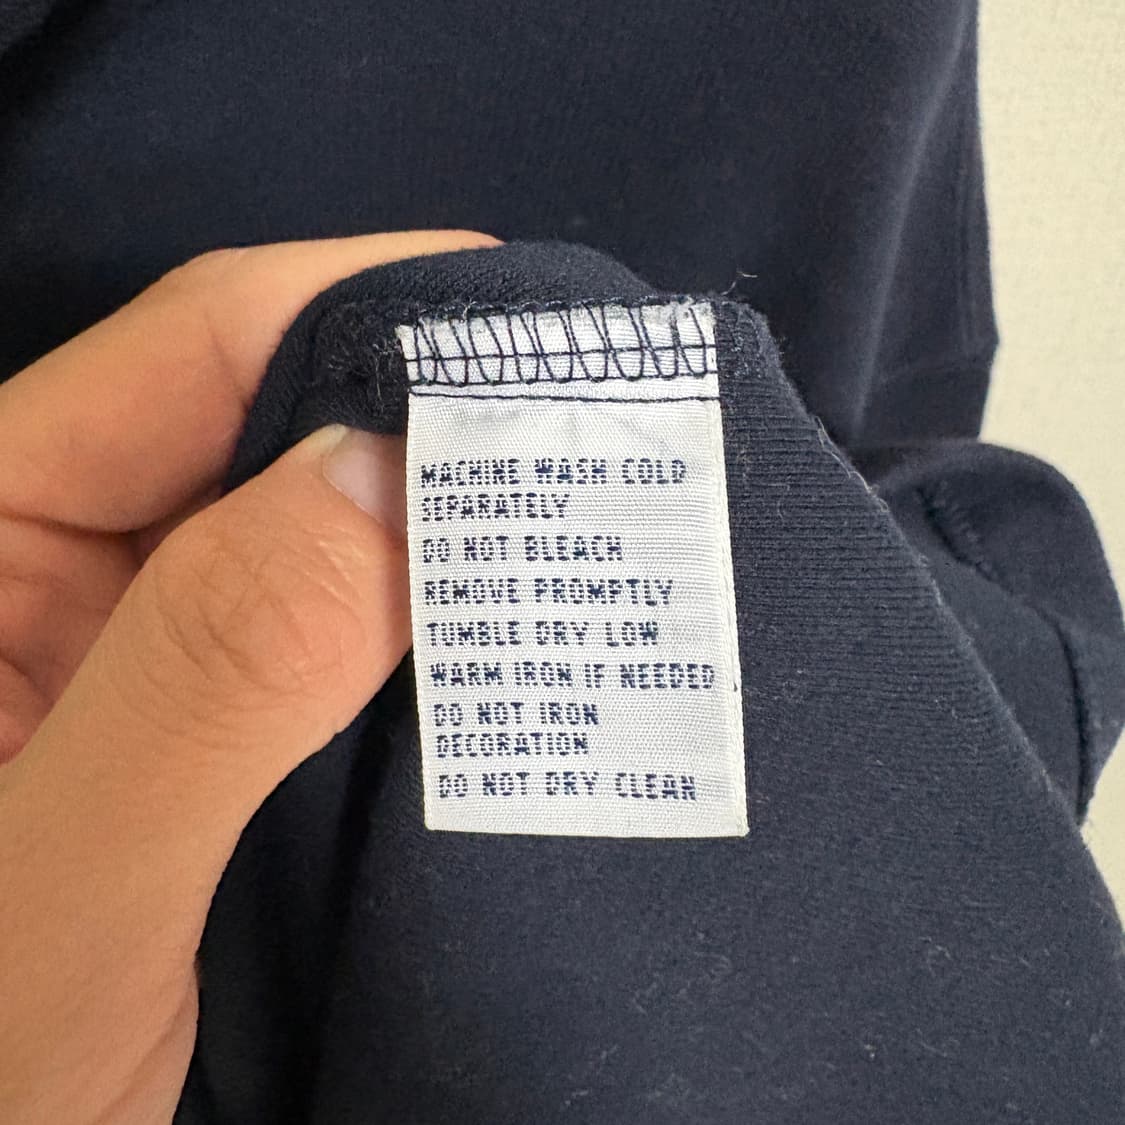 MACHINE WASH COLD
SEPARATELY
DO NOT BLEACH
REMOVE PROMPTLY
TUMBLE DRY LOW
WARM IRON IF NEEDED
DO NOT IRON
DECORATION
DO NOT DRY CLEAN